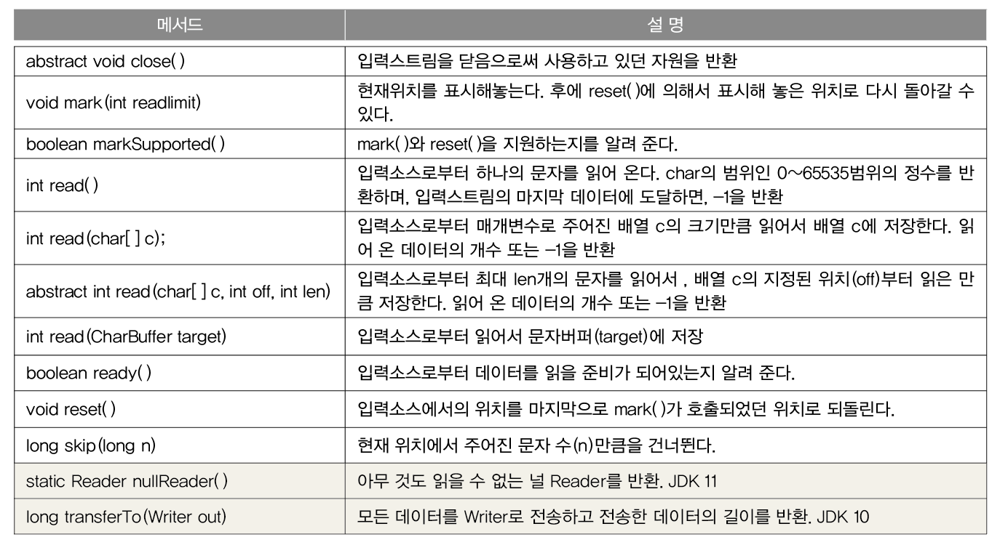 메서드
설 명
abstract void close( )
입력스트림을 닫음으로써 사용하고 있던 자원을 반환
void mark(int readlimit)
현재위치를 표시해놓는다. 후에 reset( )에 의해서 표시해 놓은 위치로 다시 돌아갈 수
있다.
boolean markSupported( )
mark( )와 reset( )을 지원하는지를 알려 준다.
int read( )
입력소스로부터 하나의 문자를 읽어 온다. char의 범위인 0~65535범위의 정수를 반
환하며, 입력스트림의 마지막 데이터에 도달하면, -1을 반환
int read(char[ ] c);
입력소스로부터 매개변수로 주어진 배열 c의 크기만큼 읽어서 배열 c에 저장한다. 읽
어 온 데이터의 개수 또는 -1을 반환
abstract int read(char[ ] c, int off, int len)
입력소스로부터 최대 len개의 문자를 읽어서 , 배열 c의 지정된 위치(off)부터 읽은 만
큼 저장한다. 읽어 온 데이터의 개수 또는 -1을 반환
int read(CharBuffer target)
입력소스로부터 읽어서 문자버퍼(target)에 저장
boolean ready( )
입력소스로부터 데이터를 읽을 준비가 되어있는지 알려 준다.
void reset( )
입력소스에서의 위치를 마지막으로 mark( )가 호출되었던 위치로 되돌린다.
long skip(long n)
현재 위치에서 주어진 문자 수(n)만큼을 건너뛴다.
static Reader nullReader( )
아무 것도 읽을 수 없는 널 Reader를 반환. JDK 11
long transferTo(Writer out)
모든 데이터를 Writer로 전송하고 전송한 데이터의 길이를 반환. JDK 10